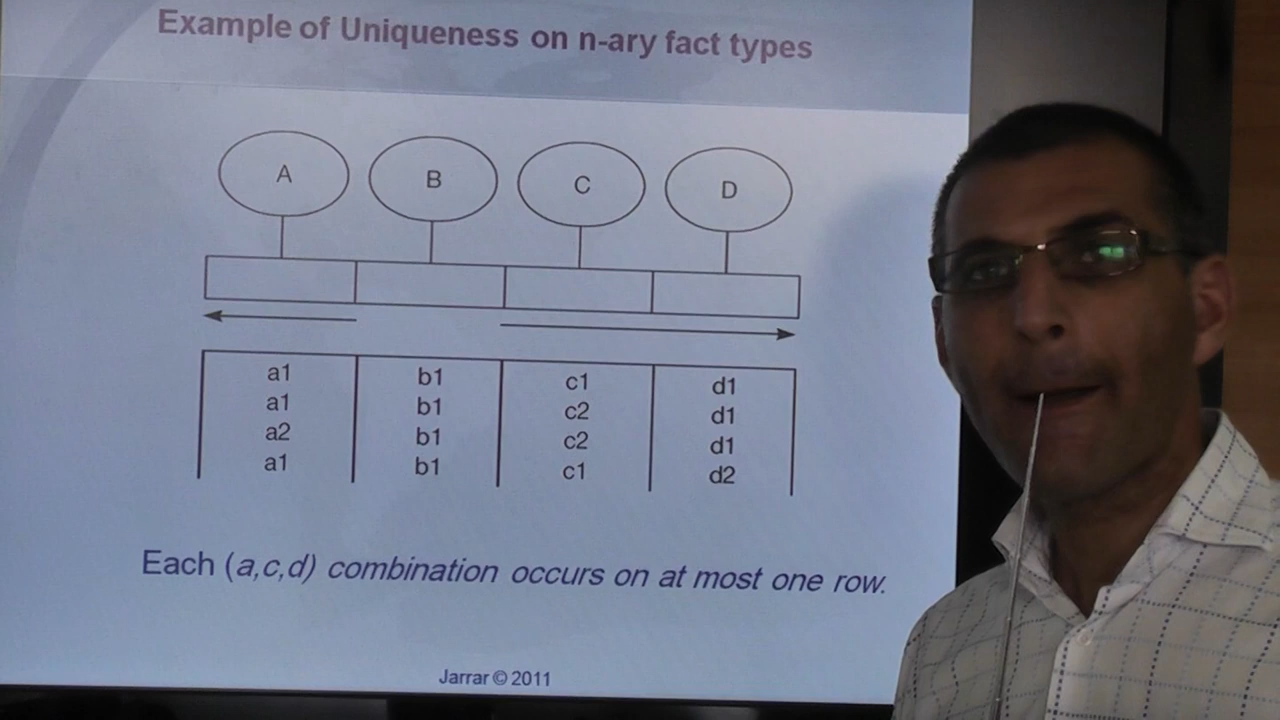 Example of Uniqueness on n-ary fact types
A B C D
a1 b1 c1 d1
a1 b1 c2 d1
a2 b1 c2 d1
a1 b1 c1 d2
Each (a,c,d) combination occurs on at most one row.
Jarrar © 2011